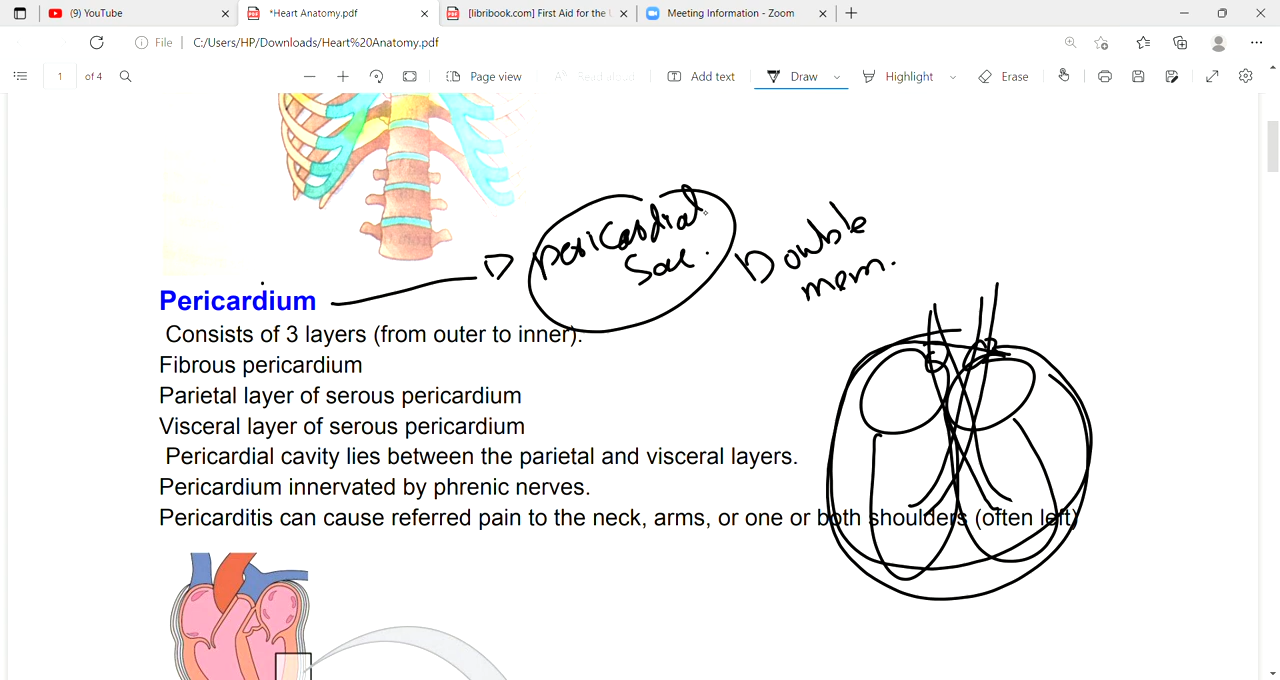 (9) YouTube
*Heart Anatomy.pdf
[libribook.com] First Aid for the
Meeting Information - Zoom
File
C:/Users/HP/Downloads/Heart%20Anatomy.pdf
1 of 4
Page view
Read aloud
Add text
Draw
Highlight
Erase
pericardial
Sac.
Double
mem.
Pericardium
Consists of 3 layers (from outer to inner):
Fibrous pericardium
Parietal layer of serous pericardium
Visceral layer of serous pericardium
Pericardial cavity lies between the parietal and visceral layers.
Pericardium innervated by phrenic nerves.
Pericarditis can cause referred pain to the neck, arms, or one or both shoulders (often left)